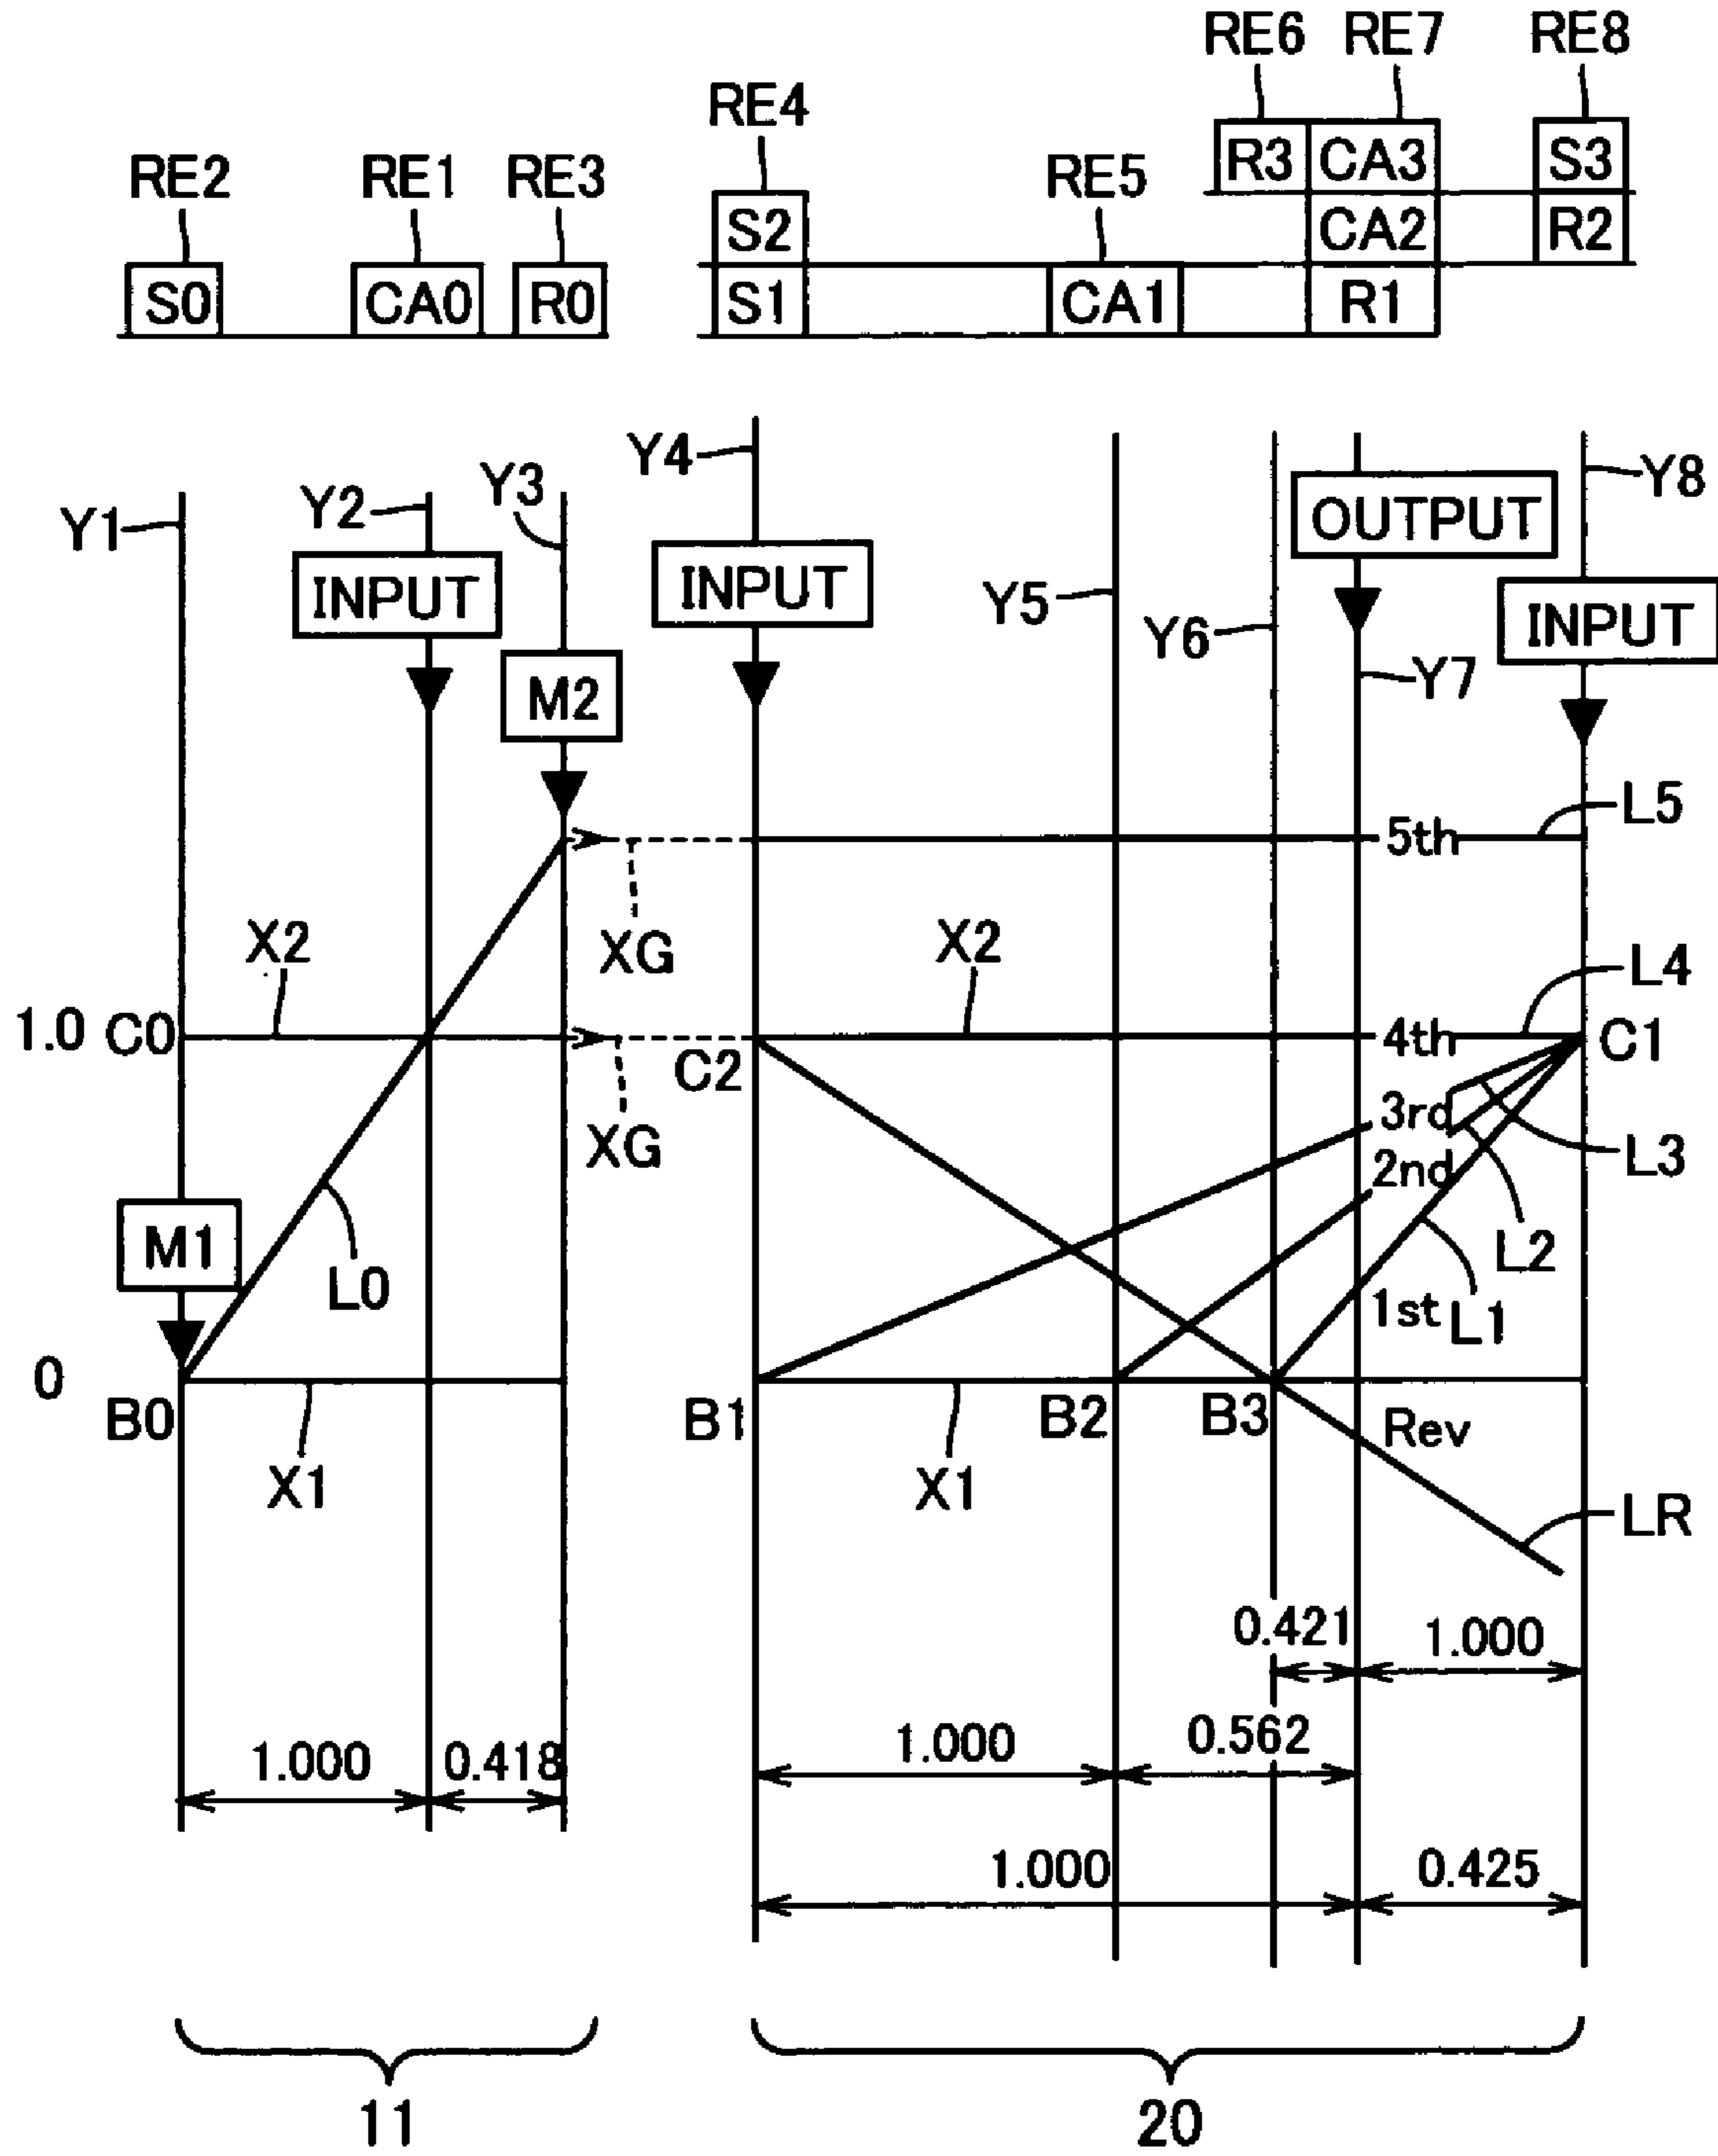 RE6 RE7 RE8
RE4
RE2 RE1 RE3 RE5
R3 CA3 S3
S2 CA2 R2
S0 CA0 R0 S1 CA1 R1
Y1 Y2 Y3 Y4 Y8
OUTPUT
INPUT INPUT Y5 Y6 INPUT
M2 Y7
5th L5
X2 XG X2 L4
1.0 C0 C2 4th C1
XG 3rd L3
2nd
M1 L0 L2
1st L1
0
B0 B1 B2 B3 Rev
X1 X1 LR
0.421 1.000
1.000 0.418 1.000 0.562
1.000 0.425
11 20